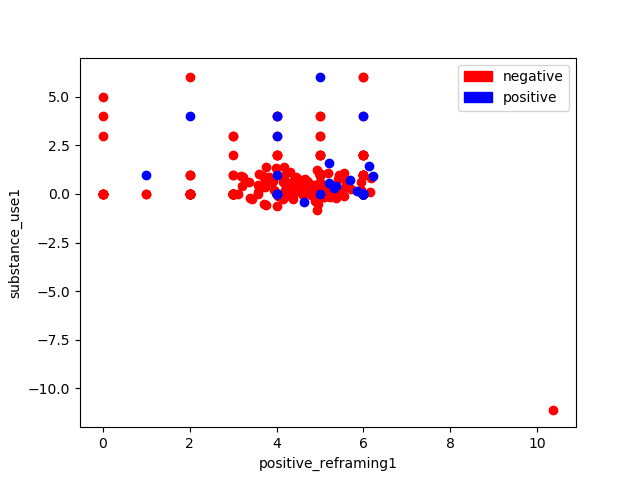 negative
positive
5.0
2.5
0.0
−2.5
−5.0
−7.5
−10.0
substance_use1
0 2 4 6 8 10
positive_reframing1